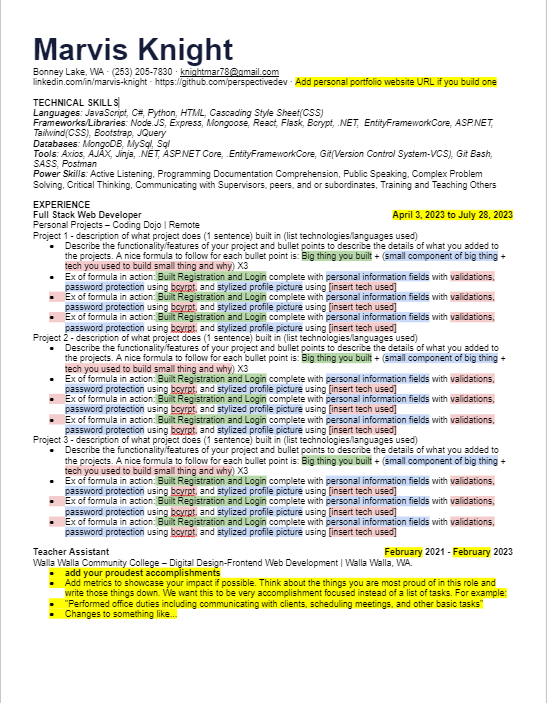 Marvis Knight
Bonney Lake, WA · (253) 205-7830 · knightmar78@gmail.com
linkedin.com/in/marvis-knight · https://github.com/perspectivedev · Add personal portfolio website URL if you build one
TECHNICAL SKILLS
Languages: JavaScript, C#, Python, HTML, Cascading Style Sheet(CSS)
Frameworks/Libraries: Node.JS, Express, Mongoose, React, Flask, Bcrypt, .NET, EntityFrameworkCore, ASP.NET,
Tailwind(CSS), Bootstrap, JQuery
Databases: MongoDB, MySql, Sql
Tools: Axios, AJAX, Jinja, .NET, ASP.NET Core, .EntityFrameworkCore, Git(Version Control System-VCS), Git Bash,
SASS, Postman
Power Skills: Active Listening, Programming Documentation Comprehension, Public Speaking, Complex Problem
Solving, Critical Thinking, Communicating with Supervisors, peers, and or subordinates, Training and Teaching Others
EXPERIENCE
Full Stack Web Developer April 3, 2023 to July 28, 2023
Personal Projects – Coding Dojo | Remote
Project 1 - description of what project does (1 sentence) built in (list technologies/languages used)
• Describe the functionality/features of your project and bullet points to describe the details of what you added to
the projects. A nice formula to follow for each bullet point is: Big thing you built + (small component of big thing +
tech you used to build small thing and why) X3
• Ex of formula in action: Built Registration and Login complete with personal information fields with validations,
password protection using bcyrpt, and stylized profile picture using [insert tech used]
• Ex of formula in action: Built Registration and Login complete with personal information fields with validations,
password protection using bcyrpt, and stylized profile picture using [insert tech used]
• Ex of formula in action: Built Registration and Login complete with personal information fields with validations,
password protection using bcyrpt, and stylized profile picture using [insert tech used]
Project 2 - description of what project does (1 sentence) built in (list technologies/languages used)
• Describe the functionality/features of your project and bullet points to describe the details of what you added to
the projects. A nice formula to follow for each bullet point is: Big thing you built + (small component of big thing +
tech you used to build small thing and why) X3
• Ex of formula in action: Built Registration and Login complete with personal information fields with validations,
password protection using bcyrpt, and stylized profile picture using [insert tech used]
• Ex of formula in action: Built Registration and Login complete with personal information fields with validations,
password protection using bcyrpt, and stylized profile picture using [insert tech used]
• Ex of formula in action: Built Registration and Login complete with personal information fields with validations,
password protection using bcyrpt, and stylized profile picture using [insert tech used]
Project 3 - description of what project does (1 sentence) built in (list technologies/languages used)
• Describe the functionality/features of your project and bullet points to describe the details of what you added to
the projects. A nice formula to follow for each bullet point is: Big thing you built + (small component of big thing +
tech you used to build small thing and why) X3
• Ex of formula in action: Built Registration and Login complete with personal information fields with validations,
password protection using bcyrpt, and stylized profile picture using [insert tech used]
• Ex of formula in action: Built Registration and Login complete with personal information fields with validations,
password protection using bcyrpt, and stylized profile picture using [insert tech used]
• Ex of formula in action: Built Registration and Login complete with personal information fields with validations,
password protection using bcyrpt, and stylized profile picture using [insert tech used]
Teacher Assistant February 2021 - February 2023
Walla Walla Community College – Digital Design-Frontend Web Development | Walla Walla, WA.
• add your proudest accomplishments
• Add metrics to showcase your impact if possible. Think about the things you are most proud of in this role and
write those things down. We want this to be very accomplishment focused instead of a list of tasks. For example:
• "Performed office duties including communicating with clients, scheduling meetings, and other basic tasks"
• Changes to something like...